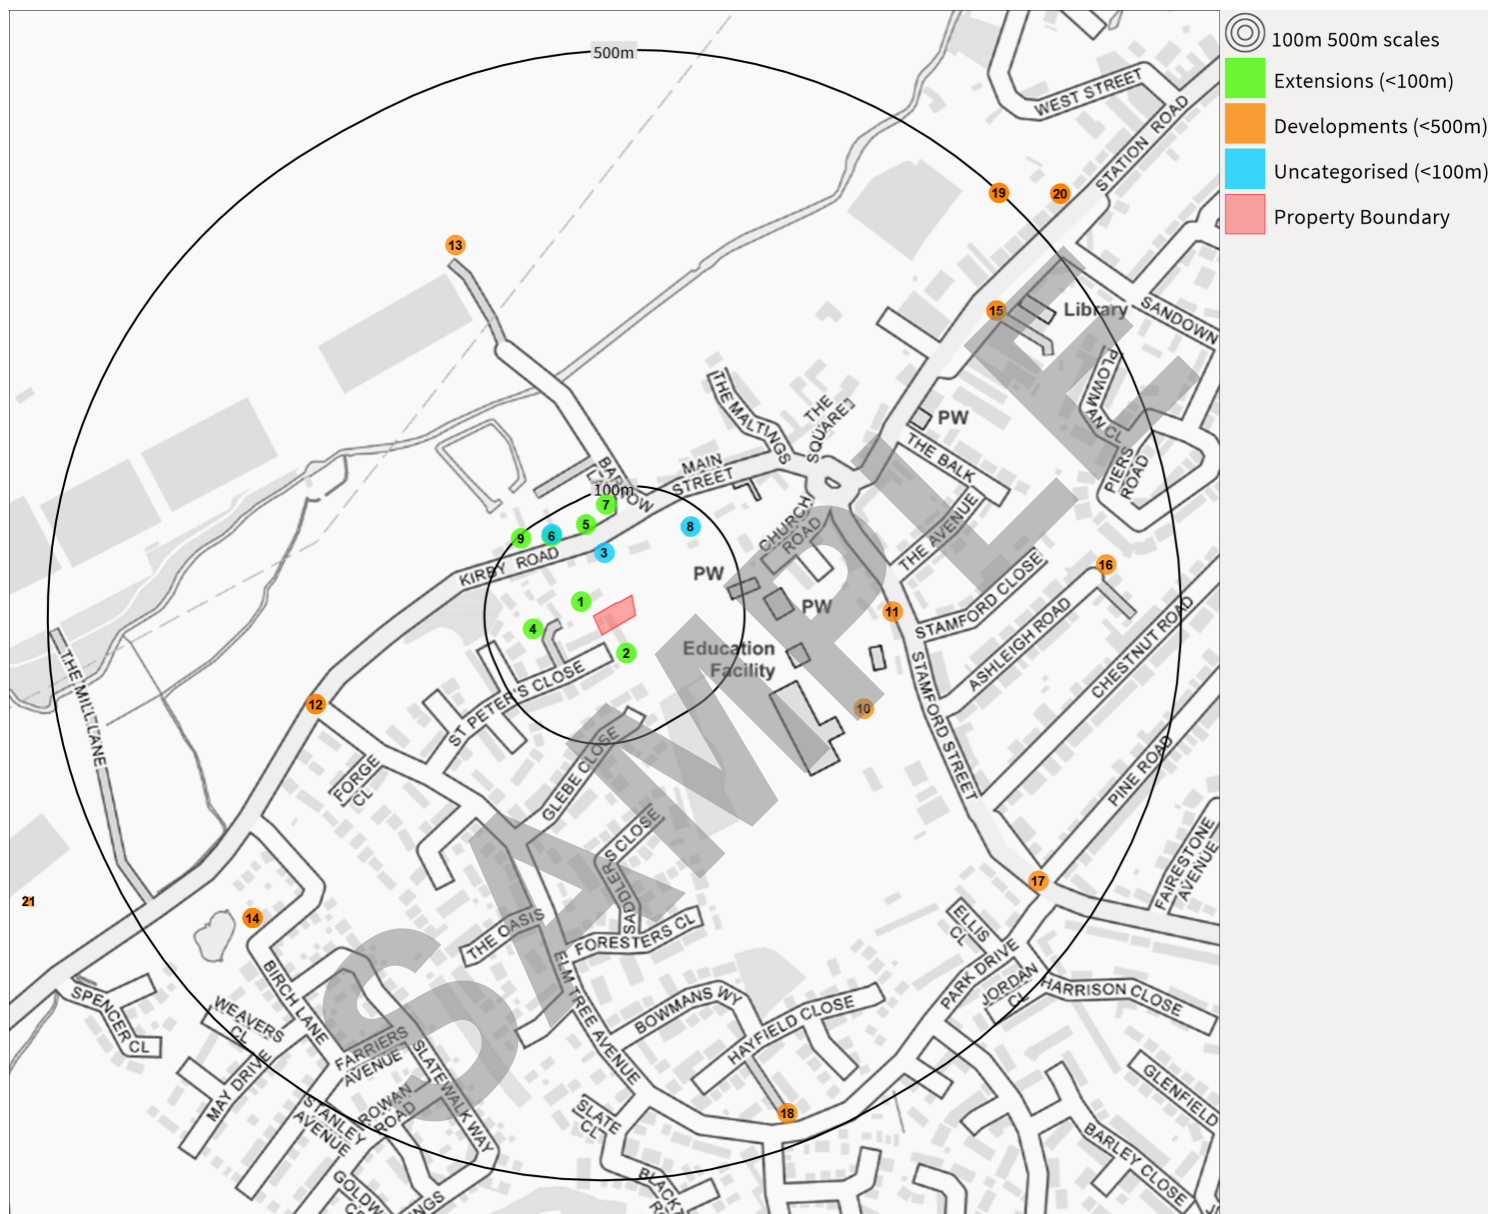 500m
100m 500m scales
Extensions (<100m)
Developments (<500m)
Uncategorised (<100m)
Property Boundary
WEST STREET
STATION ROAD
19
20
13
15
Library
SANDOWN
PLOWMAN CL
PIERS
ROAD
THE MALTINGS
THE
SQUARE
PW
THE BALK
MAIN
STREET
100m
7
5
9
6
3
8
KIRBY ROAD
CHURCH
ROAD
THE AVENUE
STAMFORD CLOSE
16
PW
PW
1
4
2
11
Education
Facility
10
ASHLEIGH ROAD
CHESTNUT ROAD
STAMFORD STREET
PINE ROAD
THE MILL LANE
12
ST PETER'S CLOSE
FORGE
CL
GLEBE CLOSE
SADDLER'S CLOSE
FAIRESTONE
AVENUE
17
21
14
THE OASIS
FORESTERS CL
ELLIS
CL
PARK DRIVE
JORDAN
CL
HARRISON CLOSE
SPENCER CL
BIRCH LANE
WEAVERS
CL
MAY DRIVE
FARRIERS
AVENUE
SLATEWALK WAY
ELM TREE AVENUE
BOWMANS WY
HAYFIELD CLOSE
STANLEY
AVENUE
ROWAN
ROAD
SLATE
CL
18
GLENFIELD
BARLEY CLOSE
SAMPLE